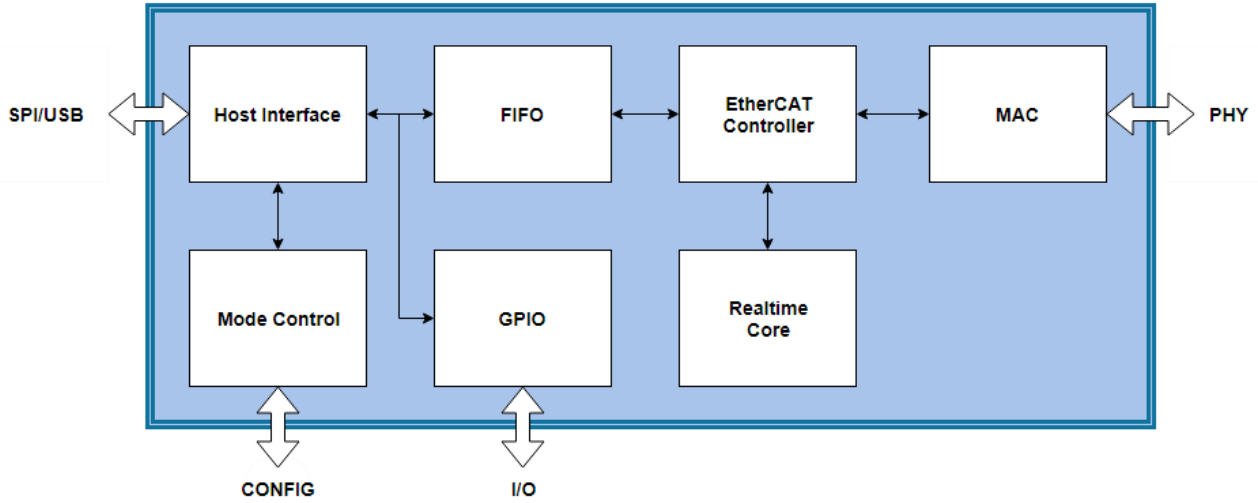 SPI/USB
Host Interface
FIFO
EtherCAT
Controller
MAC
PHY
Mode Control
GPIO
Realtime
Core
CONFIG
I/O